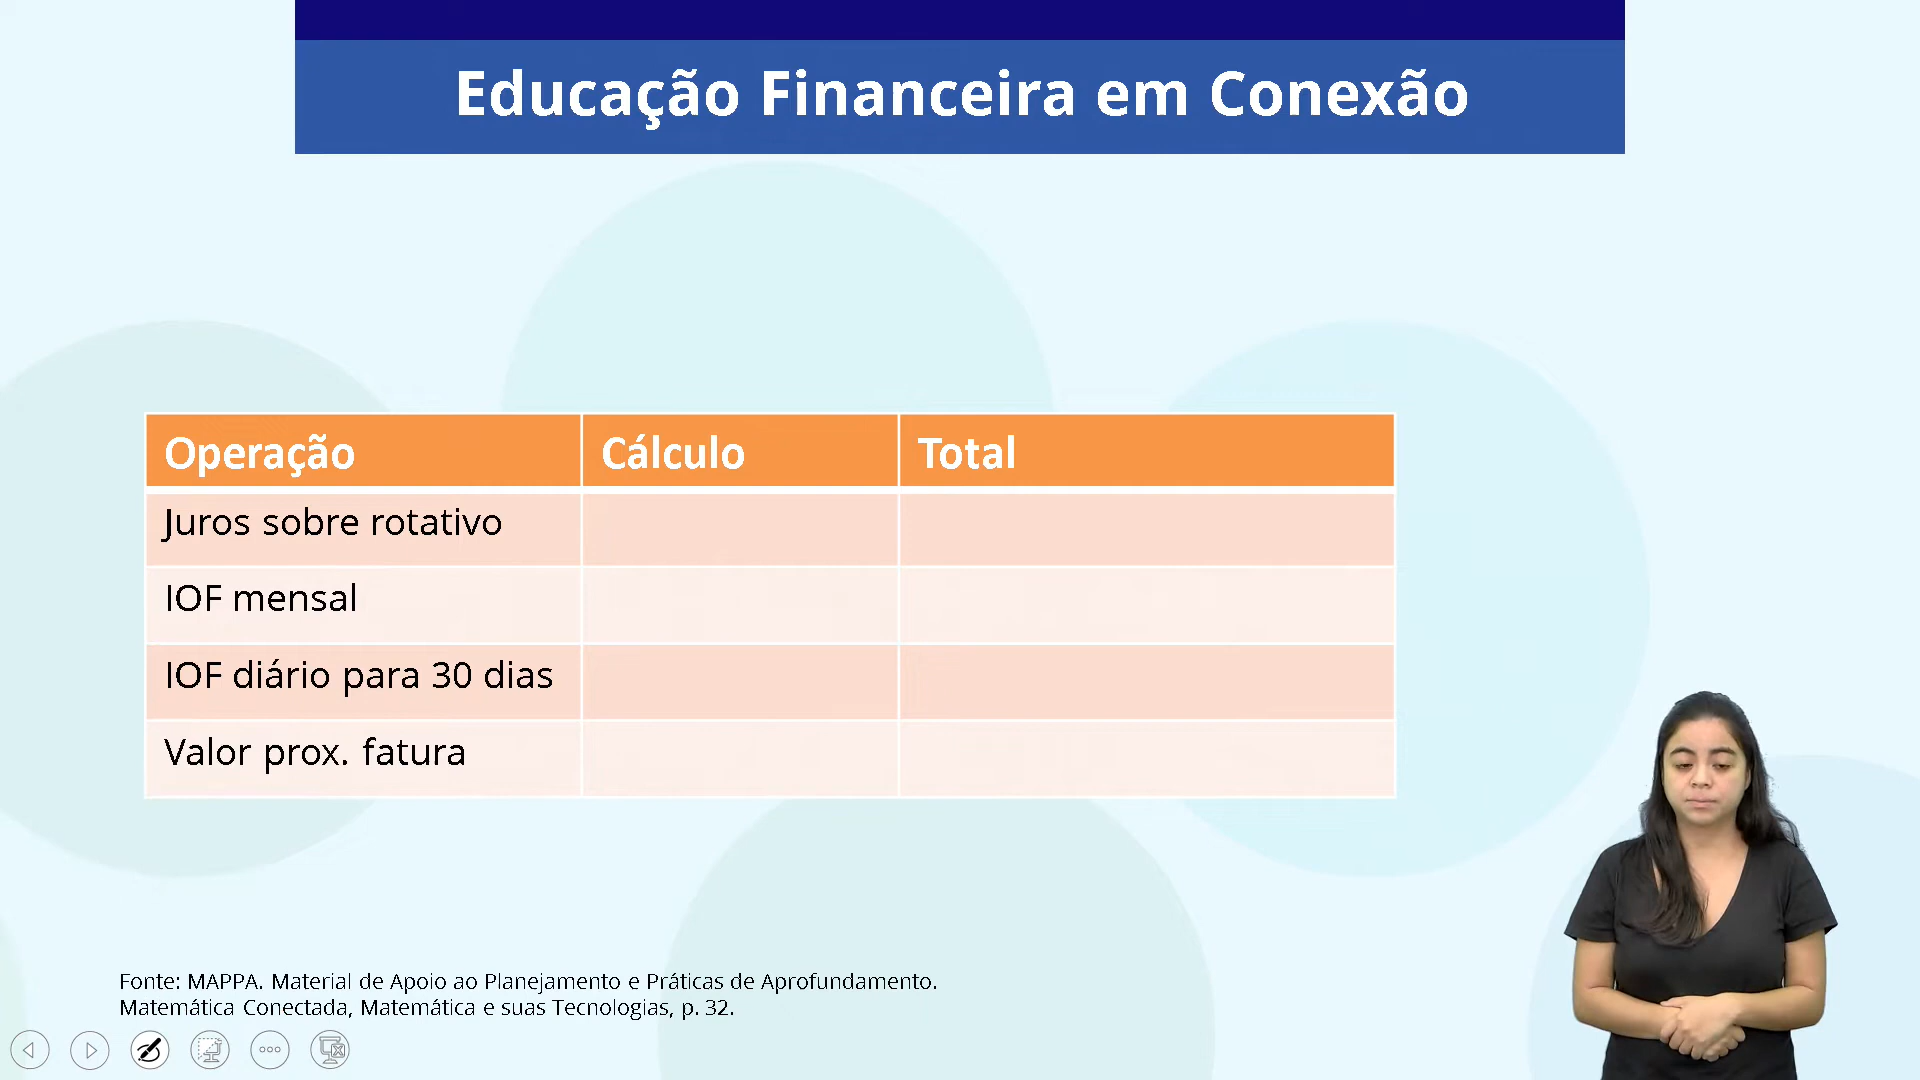 Educação Financeira em Conexão
Operação Cálculo Total
Juros sobre rotativo
IOF mensal
IOF diário para 30 dias
Valor prox. fatura
Fonte: MAPPA. Material de Apoio ao Planejamento e Práticas de Aprofundamento.
Matemática Conectada, Matemática e suas Tecnologias, p. 32.